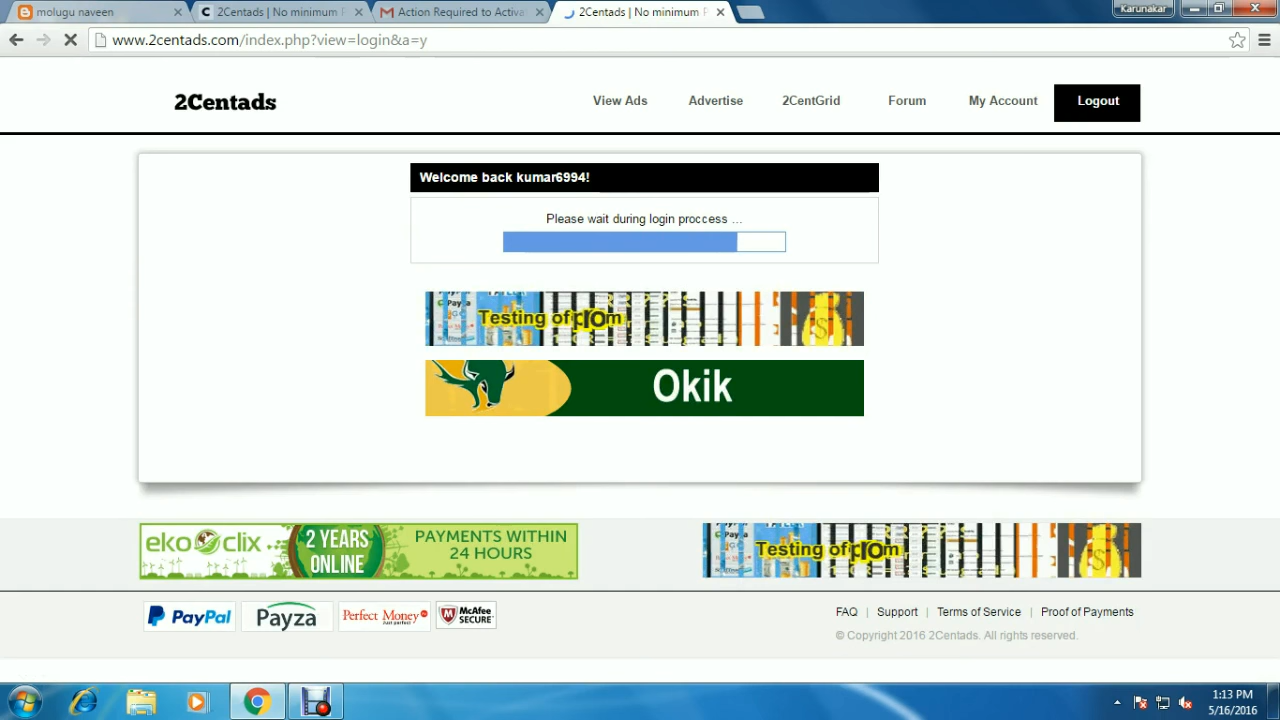 molugu naveen
2Centads | No minimum P
Action Required to Activa
2Centads | No minimum P
Karunakar
www.2centads.com/index.php?view=login&a=y
2Centads
View Ads
Advertise
2CentGrid
Forum
My Account
Logout
Welcome back kumar6994!
Please wait during login proccess ...
Testing of
Okik
eko clix
2 YEARS ONLINE
PAYMENTS WITHIN
24 HOURS
Testing of
PayPal
Payza
Perfect Money
McAfee
SECURE
FAQ | Support | Terms of Service | Proof of Payments
© Copyright 2016 2Centads. All rights reserved.
1:13 PM
5/16/2016